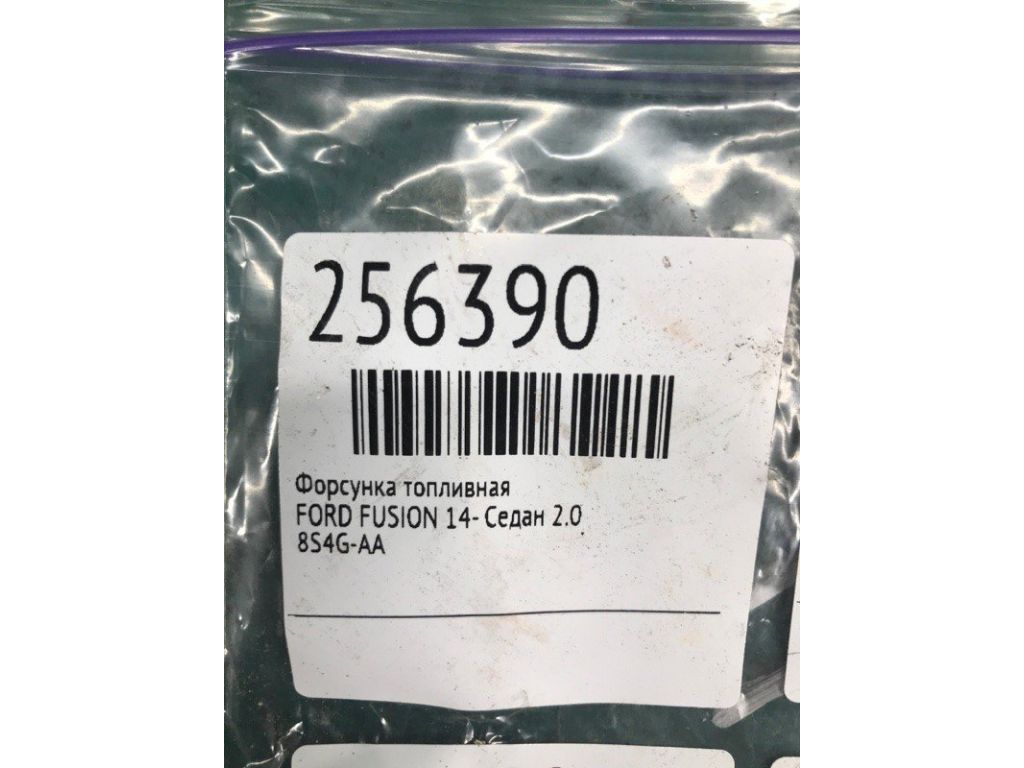 256390
Форсунка топливная
FORD FUSION 14- Седан 2.0
8S4G-AA